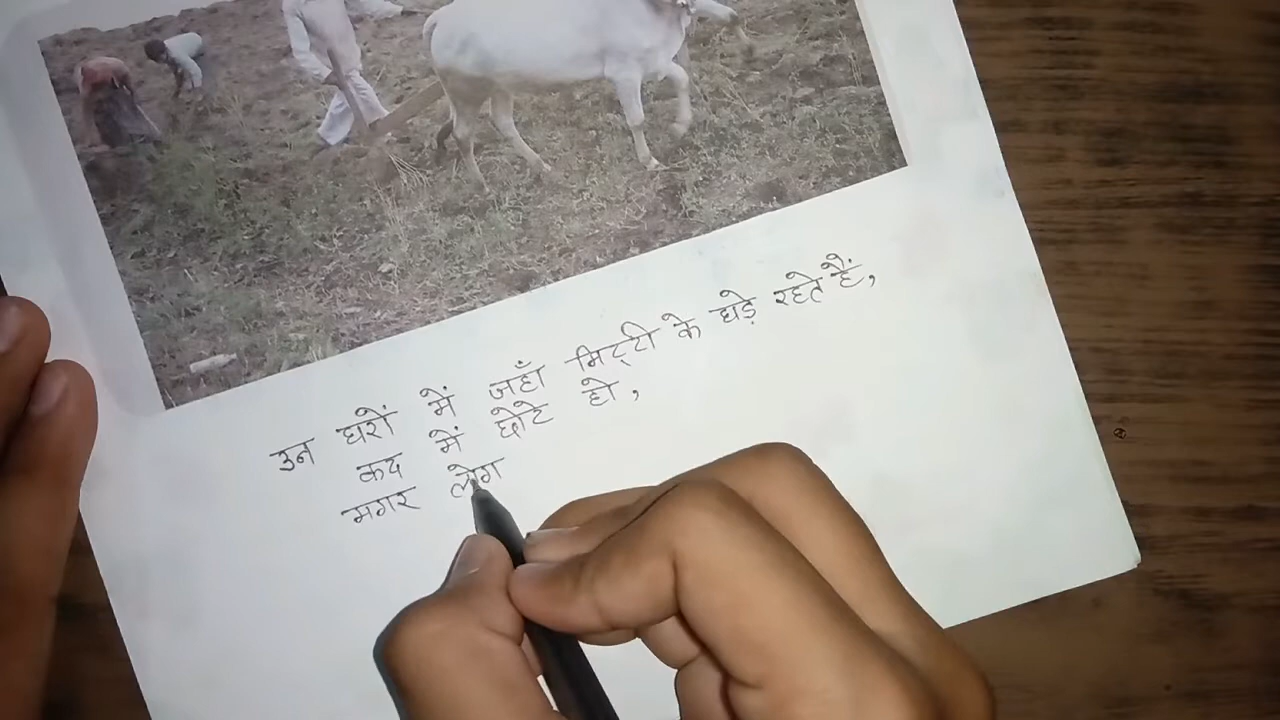 उन घरों में जहाँ मिट्टी के घड़े रहते हैं,
कद में छोटे हो,
मगर लोग